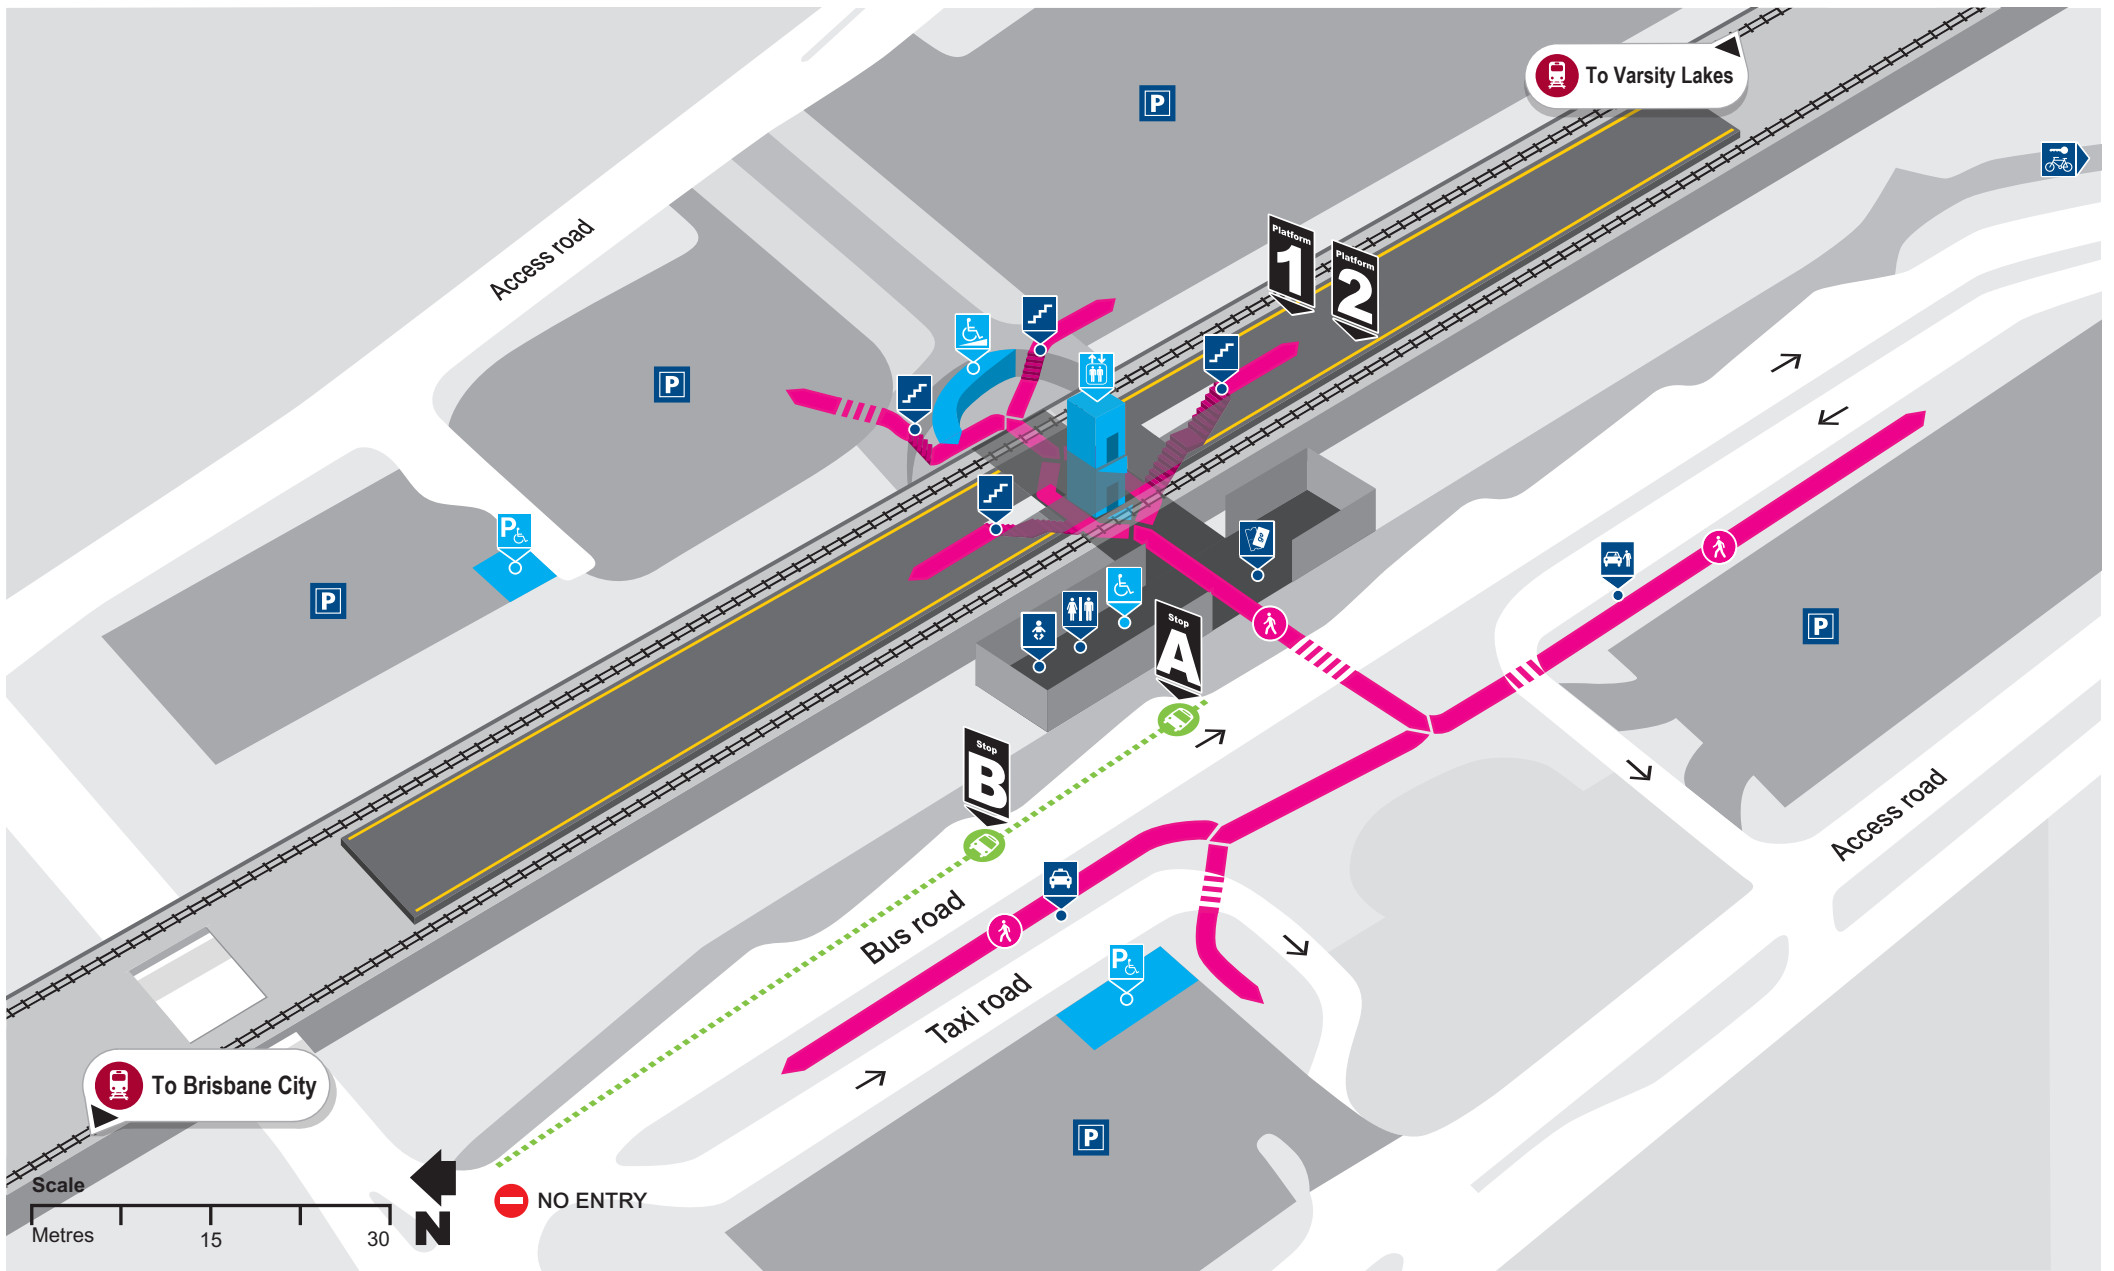 To Varsity Lakes
P
Access road
Platform
1
Platform
2
P
P
P
P
Stop
A
Stop
B
Access road
Bus road
P
Taxi road
To Brisbane City
P
Scale
Metres
15
30
N
NO ENTRY